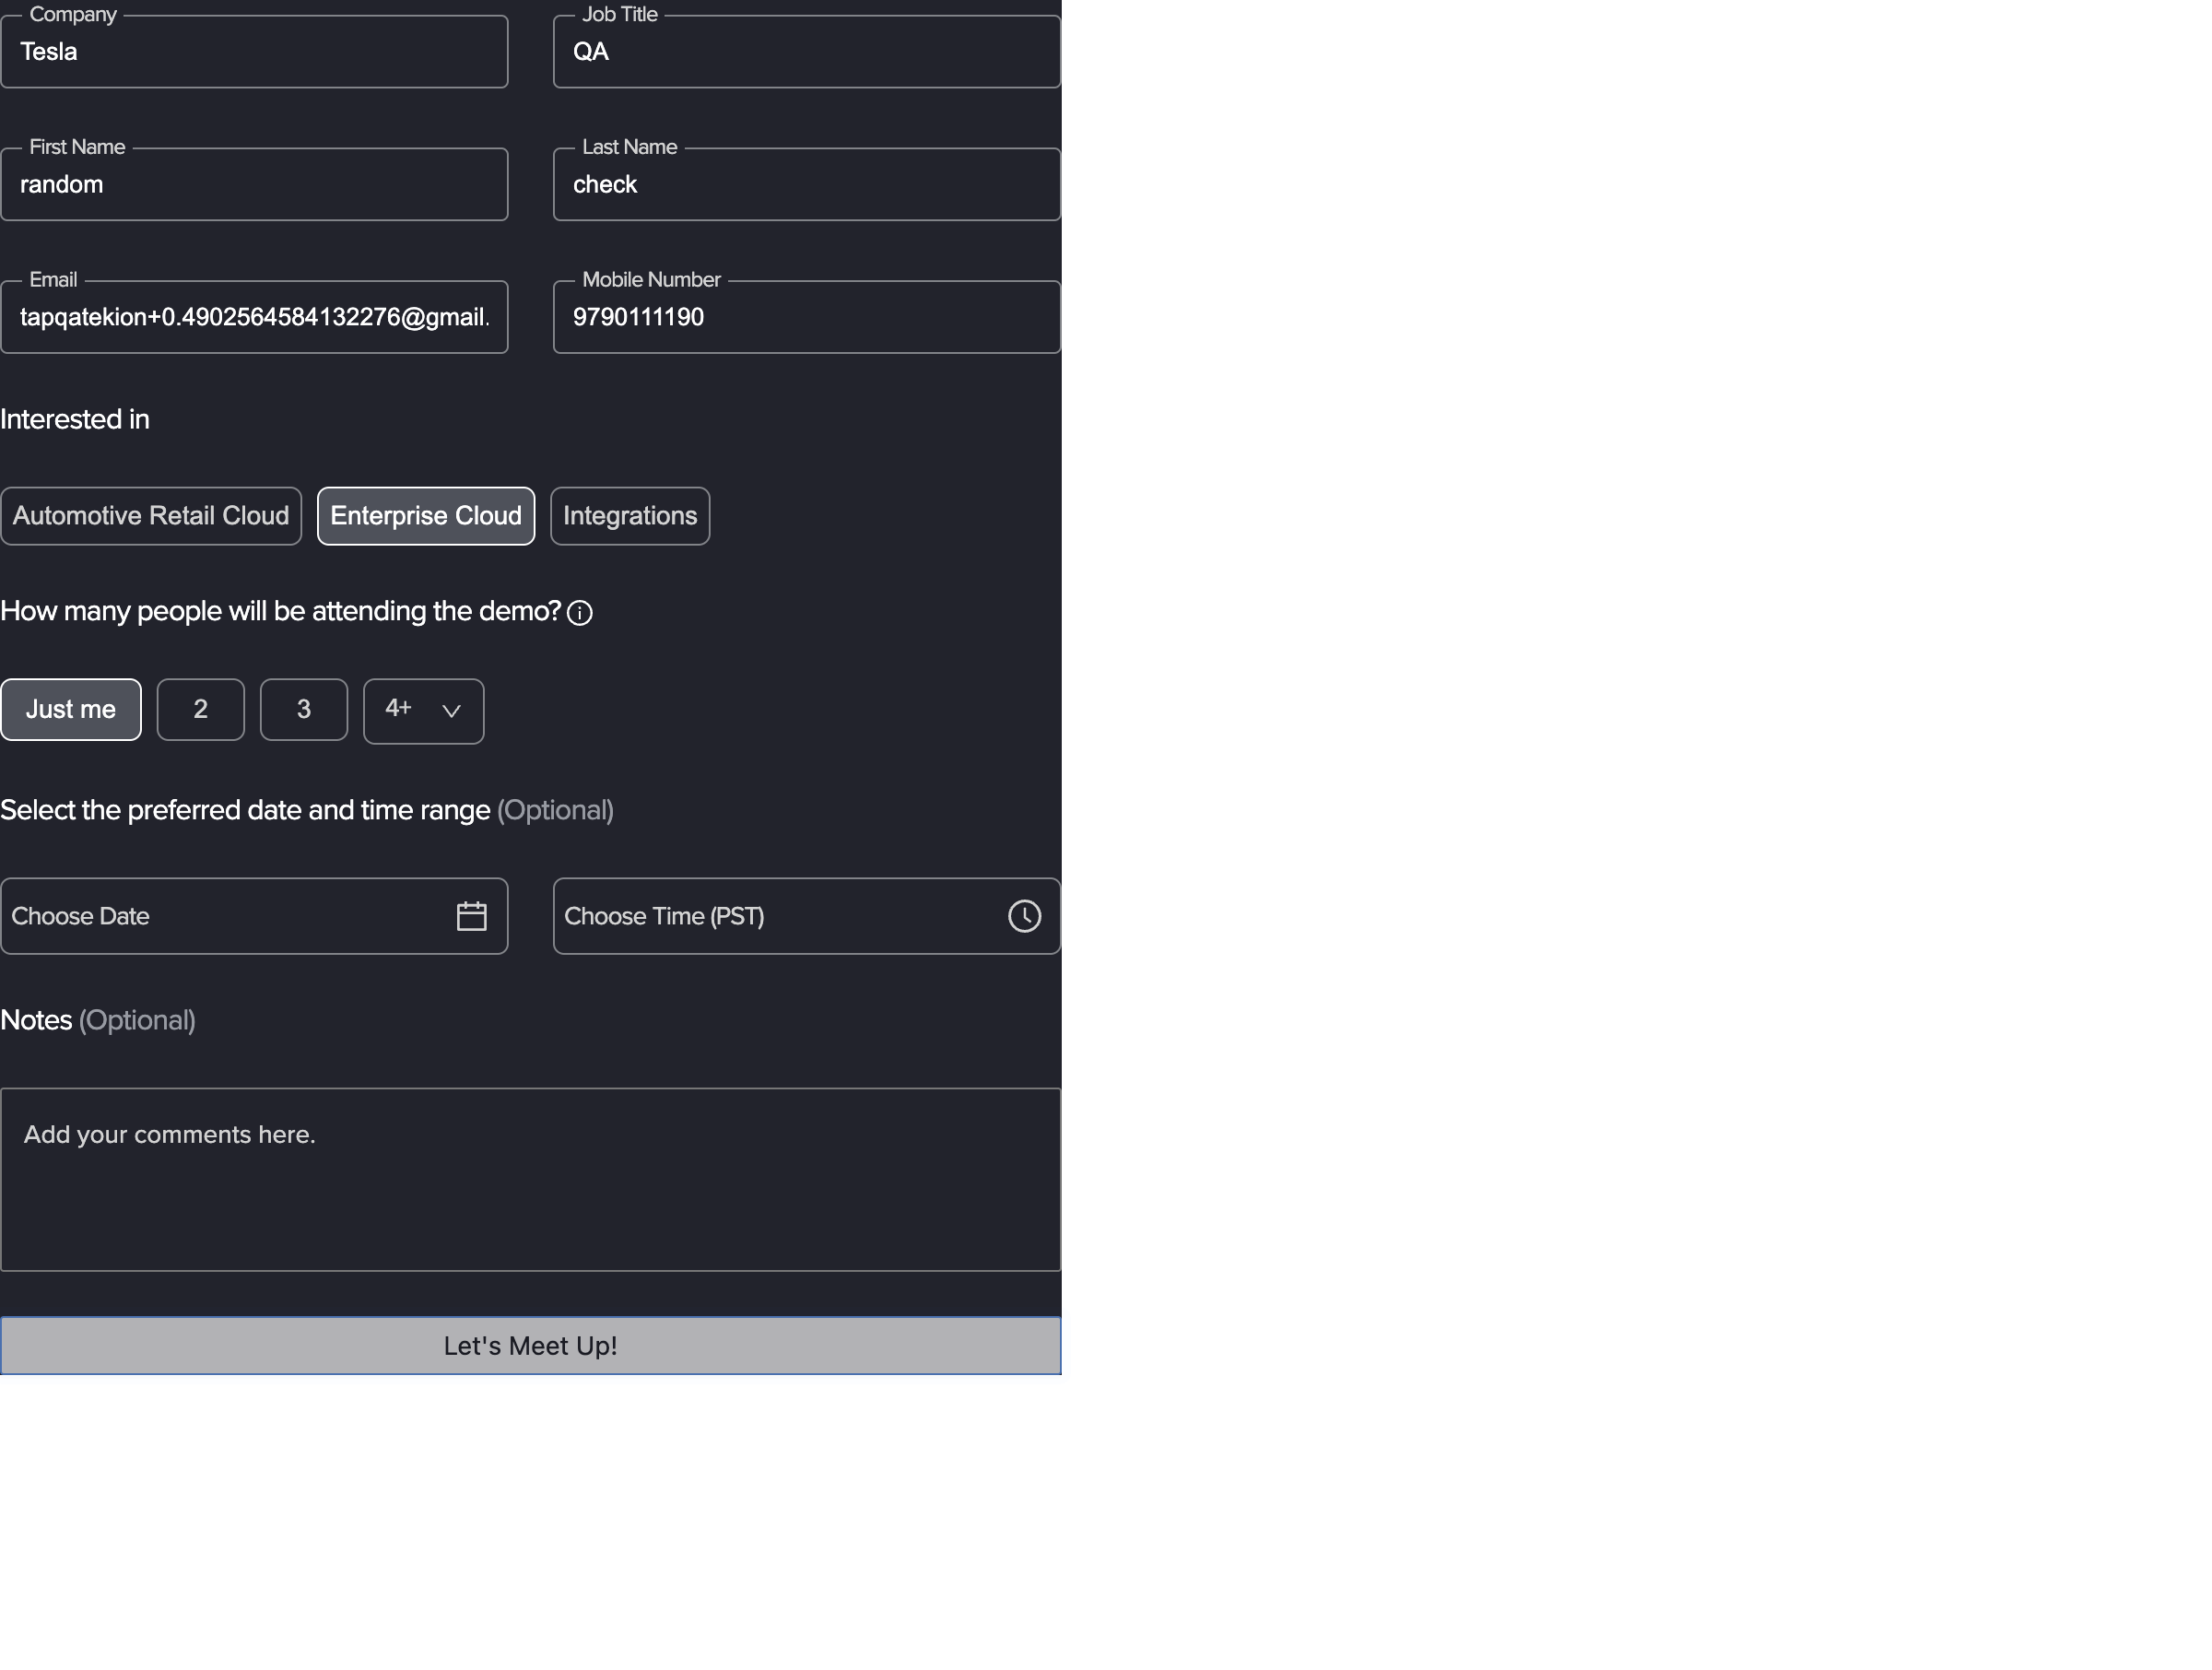 Company Job Title
Tesla QA
First Name Last Name
random check
Email Mobile Number
tapqatekion+0.4902564584132276@gmail. 9790111190
Interested in
Automotive Retail Cloud Enterprise Cloud Integrations
How many people will be attending the demo?
Just me 2 3 4+
Select the preferred date and time range (Optional)
Choose Date Choose Time (PST)
Notes (Optional)
Add your comments here.
Let's Meet Up!